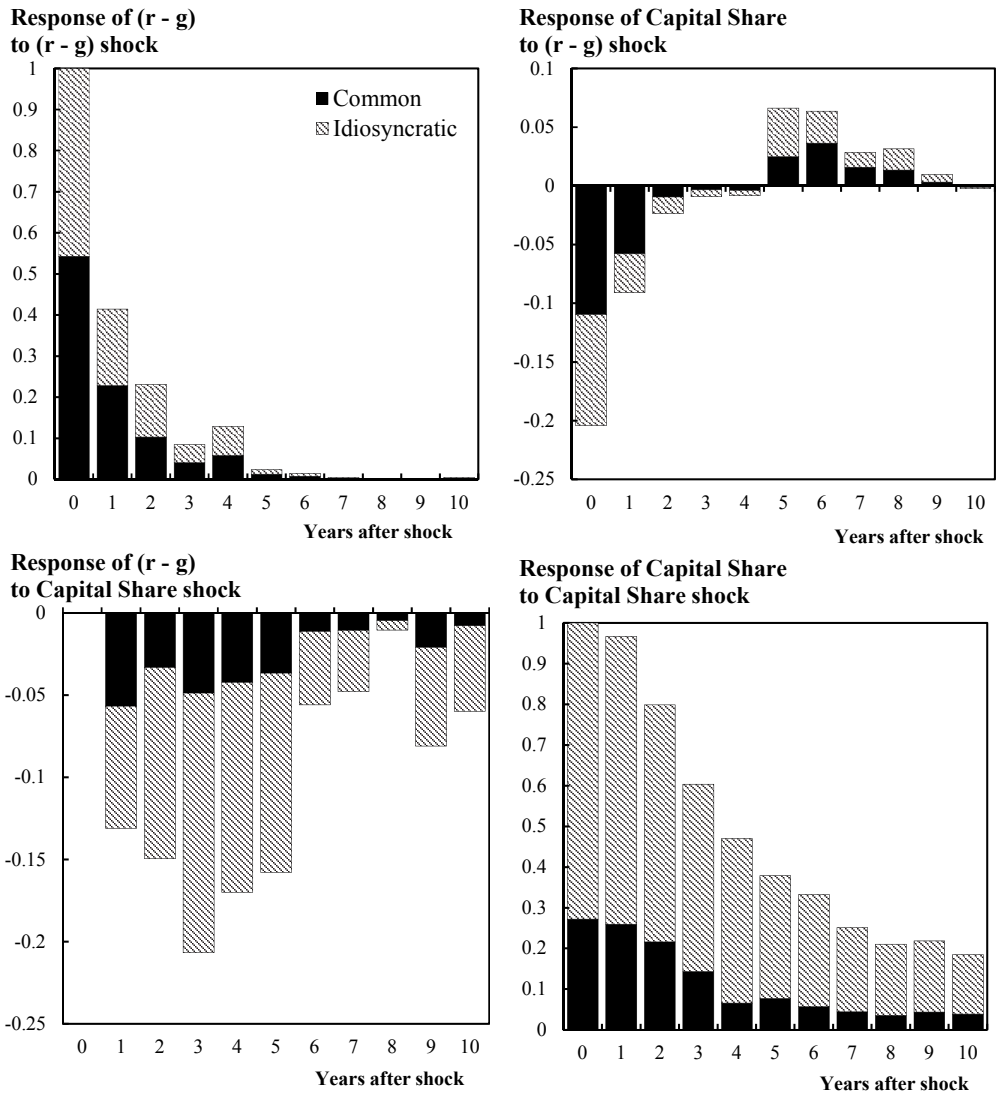 Response of (r - g)
to (r - g) shock
1
0.9
0.8
0.7
0.6
0.5
0.4
0.3
0.2
0.1
0
Common
Idiosyncratic
0 1 2 3 4 5 6 7 8 9 10
Years after shock
Response of Capital Share
to (r - g) shock
0.1
0.05
0
-0.05
-0.1
-0.15
-0.2
-0.25
0 1 2 3 4 5 6 7 8 9 10
Years after shock
Response of (r - g)
to Capital Share shock
0
-0.05
-0.1
-0.15
-0.2
-0.25
0 1 2 3 4 5 6 7 8 9 10
Years after shock
Response of Capital Share
to Capital Share shock
1
0.9
0.8
0.7
0.6
0.5
0.4
0.3
0.2
0.1
0
0 1 2 3 4 5 6 7 8 9 10
Years after shock